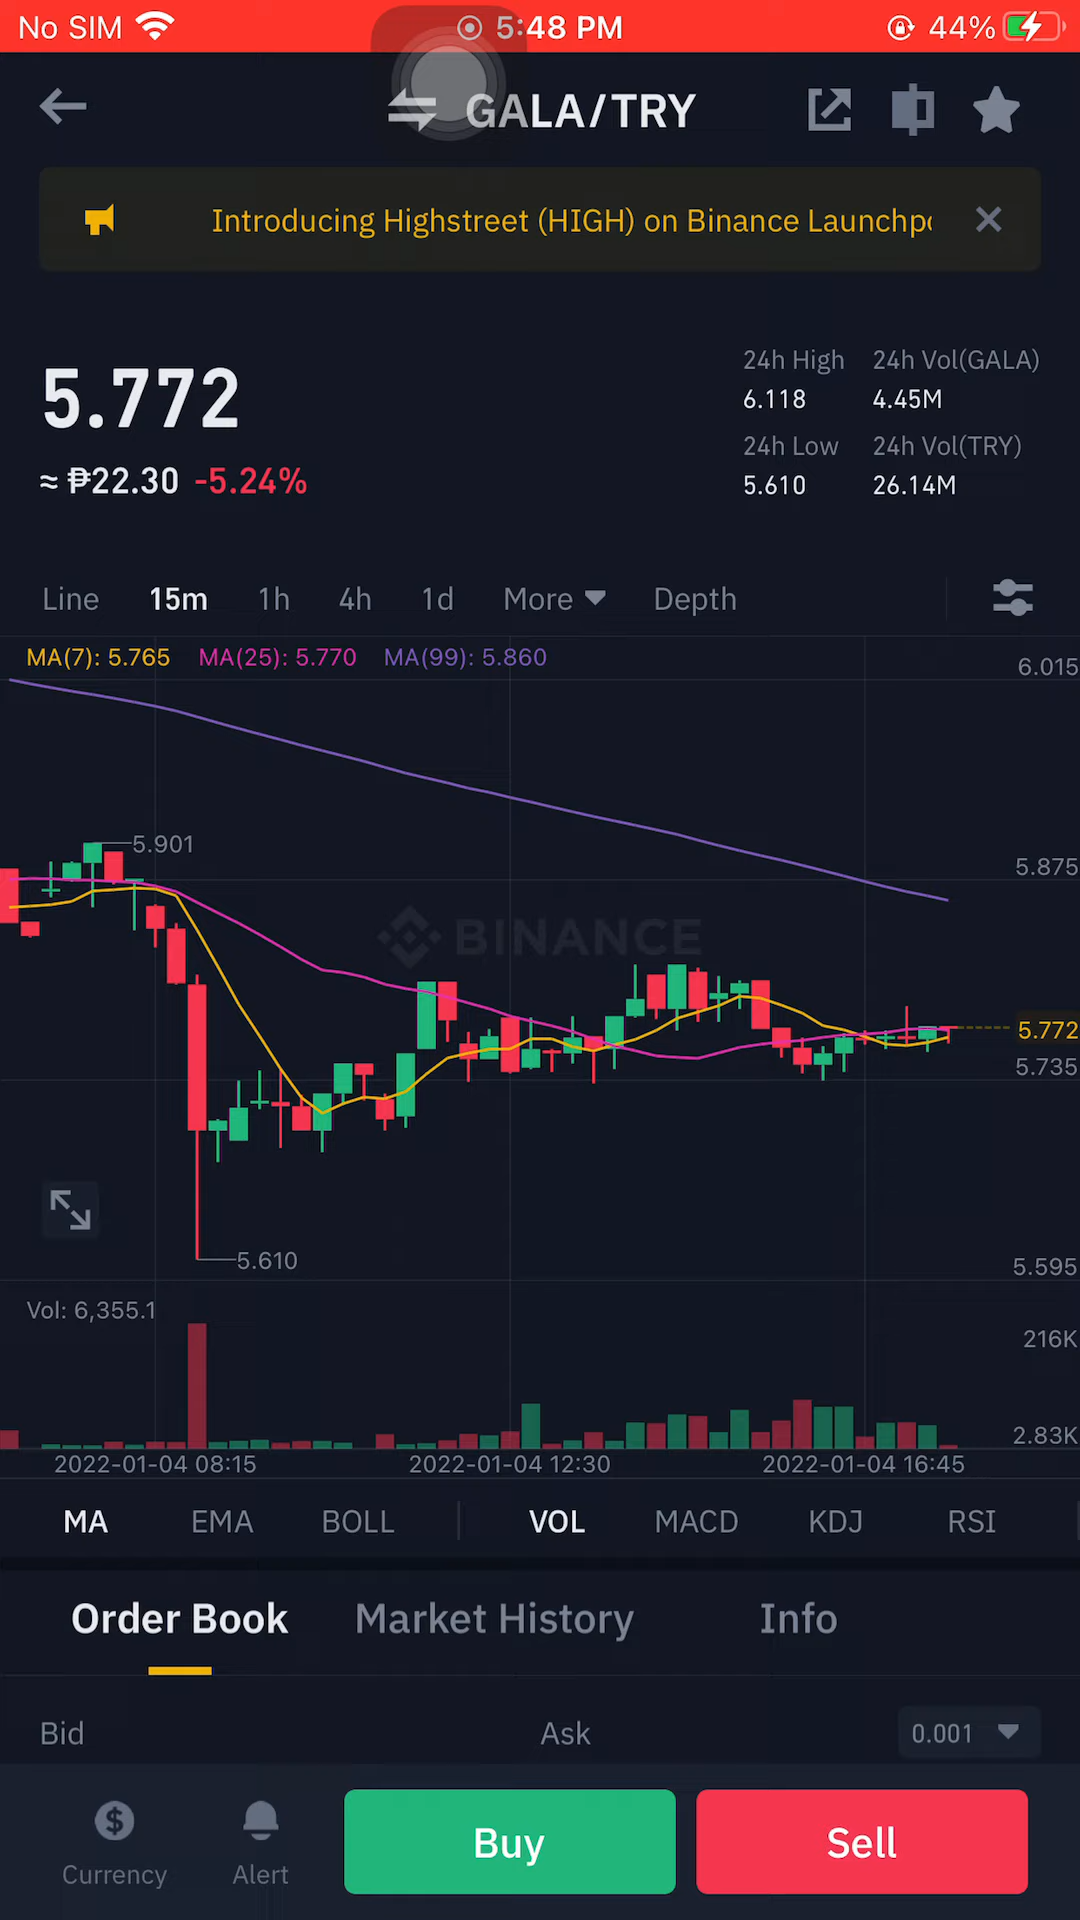 No SIM 5:48 PM 44%
GALA/TRY
Introducing Highstreet (HIGH) on Binance
5.772
≈ ₱22.30 -5.24%
24h High 24h Vol(GALA)
6.118 4.45M
24h Low 24h Vol(TRY)
5.610 26.14M
Line 15m 1h 4h 1d More Depth
MA(7): 5.765 MA(25): 5.770 MA(99): 5.860
6.015
5.901
5.875
BINANCE
5.772
5.735
5.610
5.595
Vol: 6,355.1
216K
2.83K
2022-01-04 08:15 2022-01-04 12:30 2022-01-04 16:45
MA EMA BOLL VOL MACD KDJ RSI
Order Book Market History Info
Bid Ask 0.001
Currency Alert Buy Sell